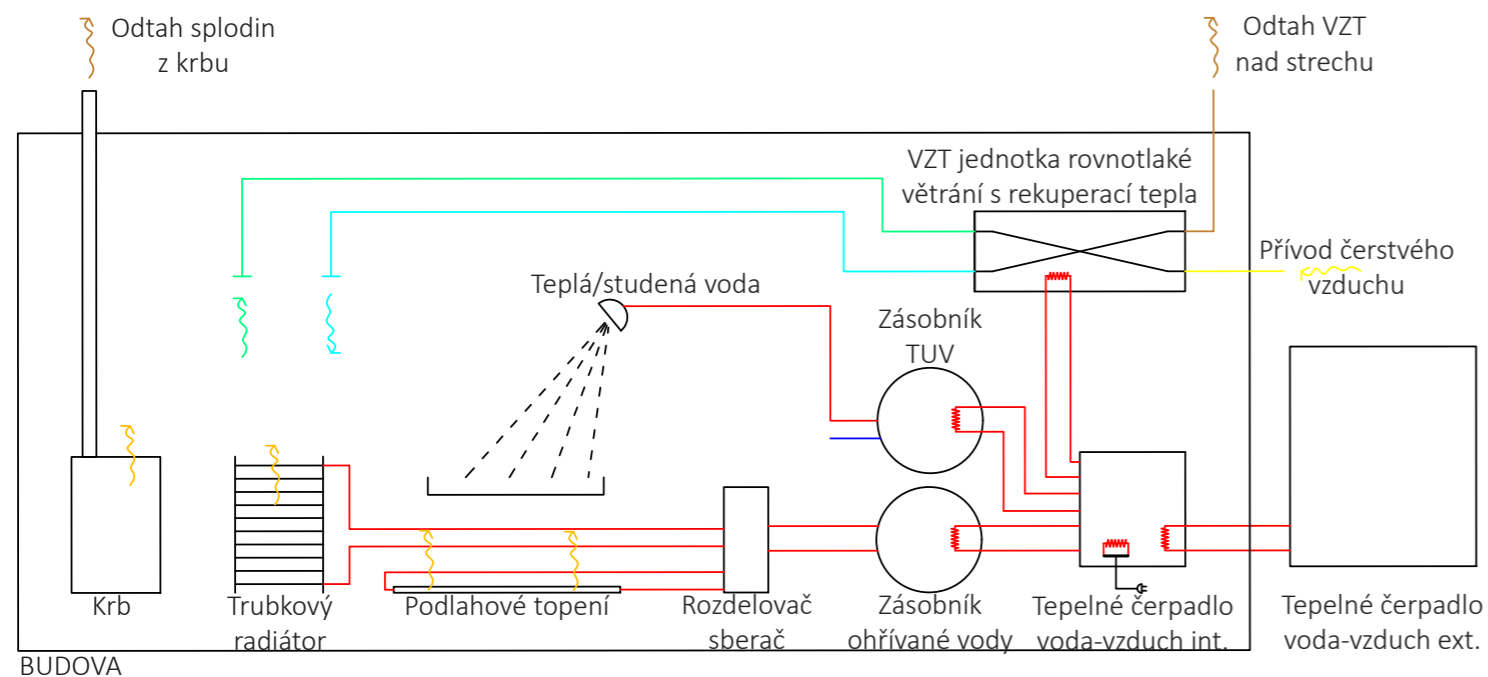 Odtah splodin
z krbu
Odtah VZT
nad strechu
VZT jednotka rovnotlaké
větrání s rekuperací tepla
Přívod čerstvého
vzduchu
Teplá/studená voda
Zásobník
TUV
Krb
Trubkový
radiátor
Podlahové topení
Rozdelovač
sberač
Zásobník
ohřívané vody
Tepelné čerpadlo
voda-vzduch int.
Tepelné čerpadlo
voda-vzduch ext.
BUDOVA